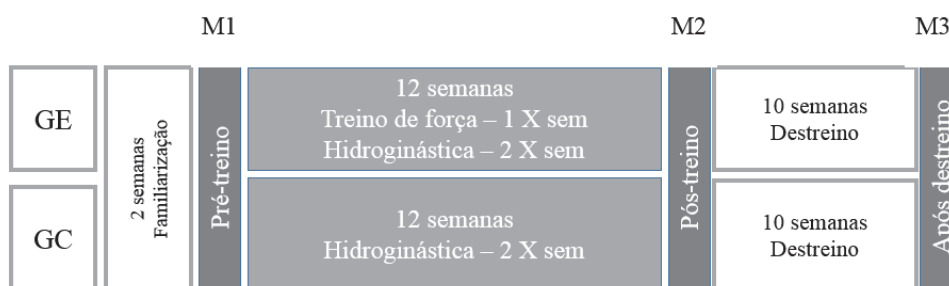 M1
M2
M3
GE
GC
2 semanas
Familiarização
Pré-treino
12 semanas
Treino de força – 1 X sem
Hidroginástica – 2 X sem
12 semanas
Hidroginástica – 2 X sem
Pós-treino
10 semanas
Destreino
10 semanas
Destreino
Após destreino